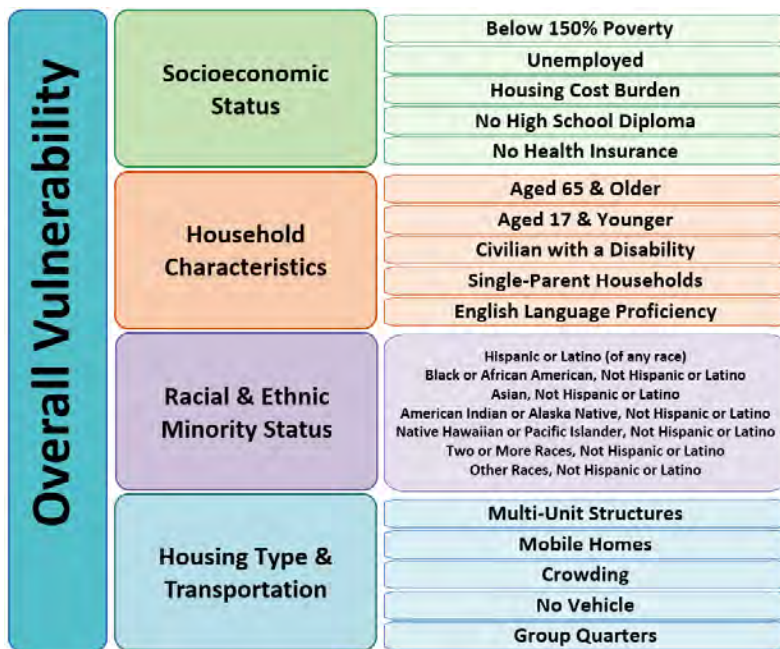 Overall Vulnerability
Socioeconomic
Status
Below 150% Poverty
Unemployed
Housing Cost Burden
No High School Diploma
No Health Insurance
Household
Characteristics
Aged 65 & Older
Aged 17 & Younger
Civilian with a Disability
Single-Parent Households
English Language Proficiency
Racial & Ethnic
Minority Status
Hispanic or Latino (of any race)
Black or African American, Not Hispanic or Latino
Asian, Not Hispanic or Latino
American Indian or Alaska Native, Not Hispanic or Latino
Native Hawaiian or Pacific Islander, Not Hispanic or Latino
Two or More Races, Not Hispanic or Latino
Other Races, Not Hispanic or Latino
Housing Type &
Transportation
Multi-Unit Structures
Mobile Homes
Crowding
No Vehicle
Group Quarters